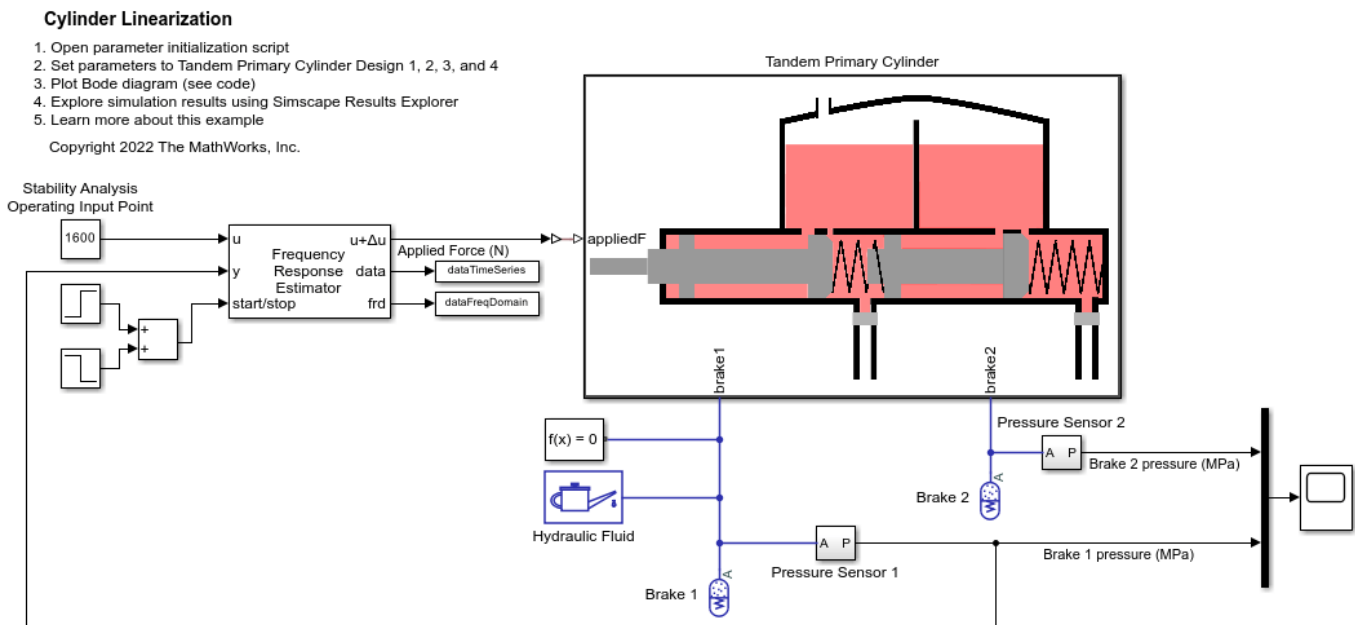 Cylinder Linearization
1. Open parameter initialization script
2. Set parameters to Tandem Primary Cylinder Design 1, 2, 3, and 4
3. Plot Bode diagram (see code)
4. Explore simulation results using Simscape Results Explorer
5. Learn more about this example
Copyright 2022 The MathWorks, Inc.
Stability Analysis
Operating Input Point
1600
u
y
start/stop
Frequency
Response
Estimator
u+Δu
data
frd
Applied Force (N)
dataTimeSeries
dataFreqDomain
+
+
Tandem Primary Cylinder
appliedF
brake1
brake2
f(x) = 0
Hydraulic Fluid
Brake 1
A
A P
Pressure Sensor 1
Brake 1 pressure (MPa)
Pressure Sensor 2
A P
Brake 2 pressure (MPa)
A
Brake 2